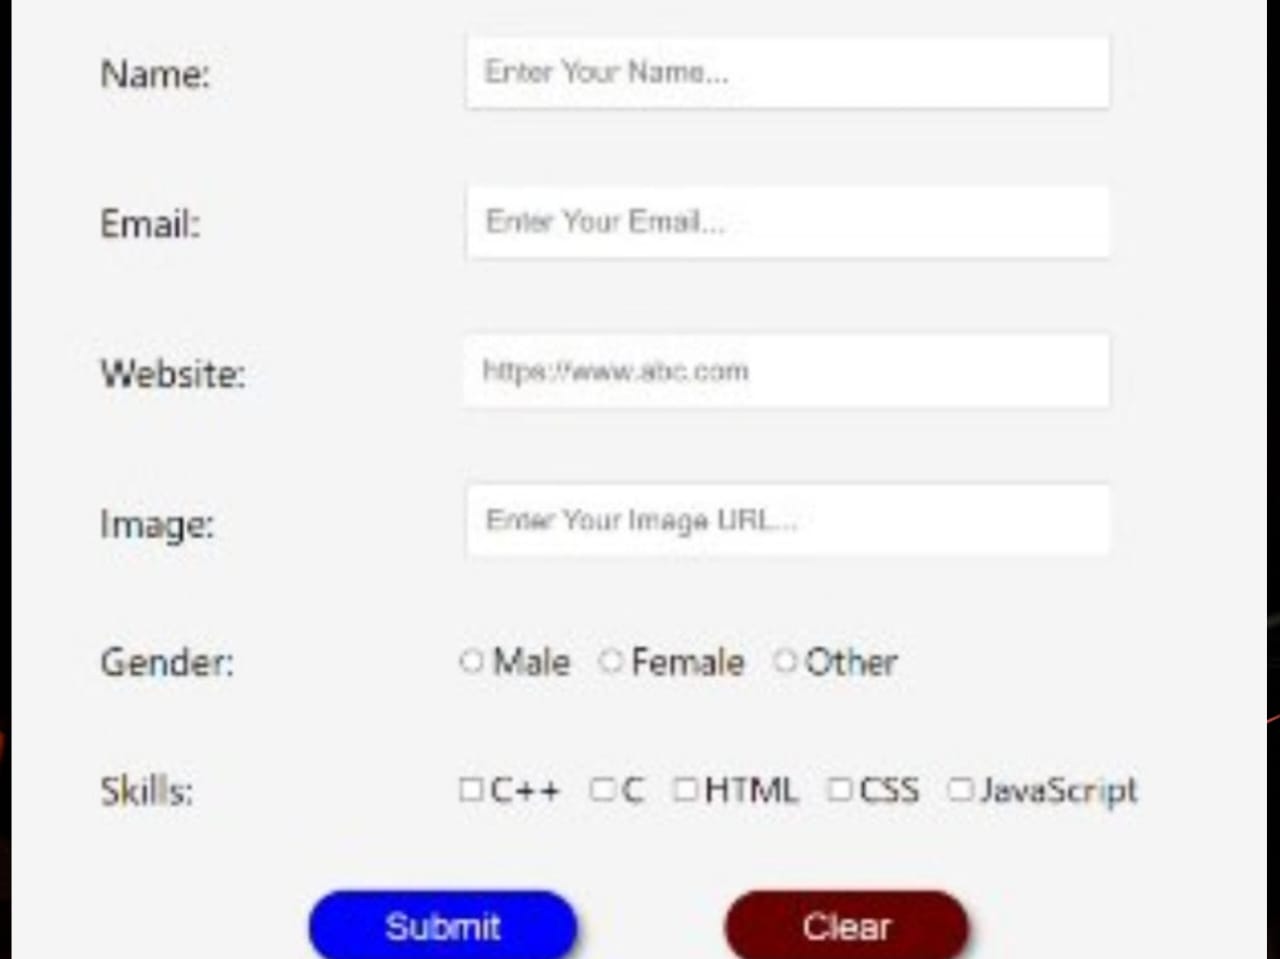 Name: Enter Your Name...
Email: Enter Your Email...
Website: https://www.abc.com
Image: Enter Your Image URL...
Gender: Male Female Other
Skills: C++ C HTML CSS JavaScript
Submit Clear